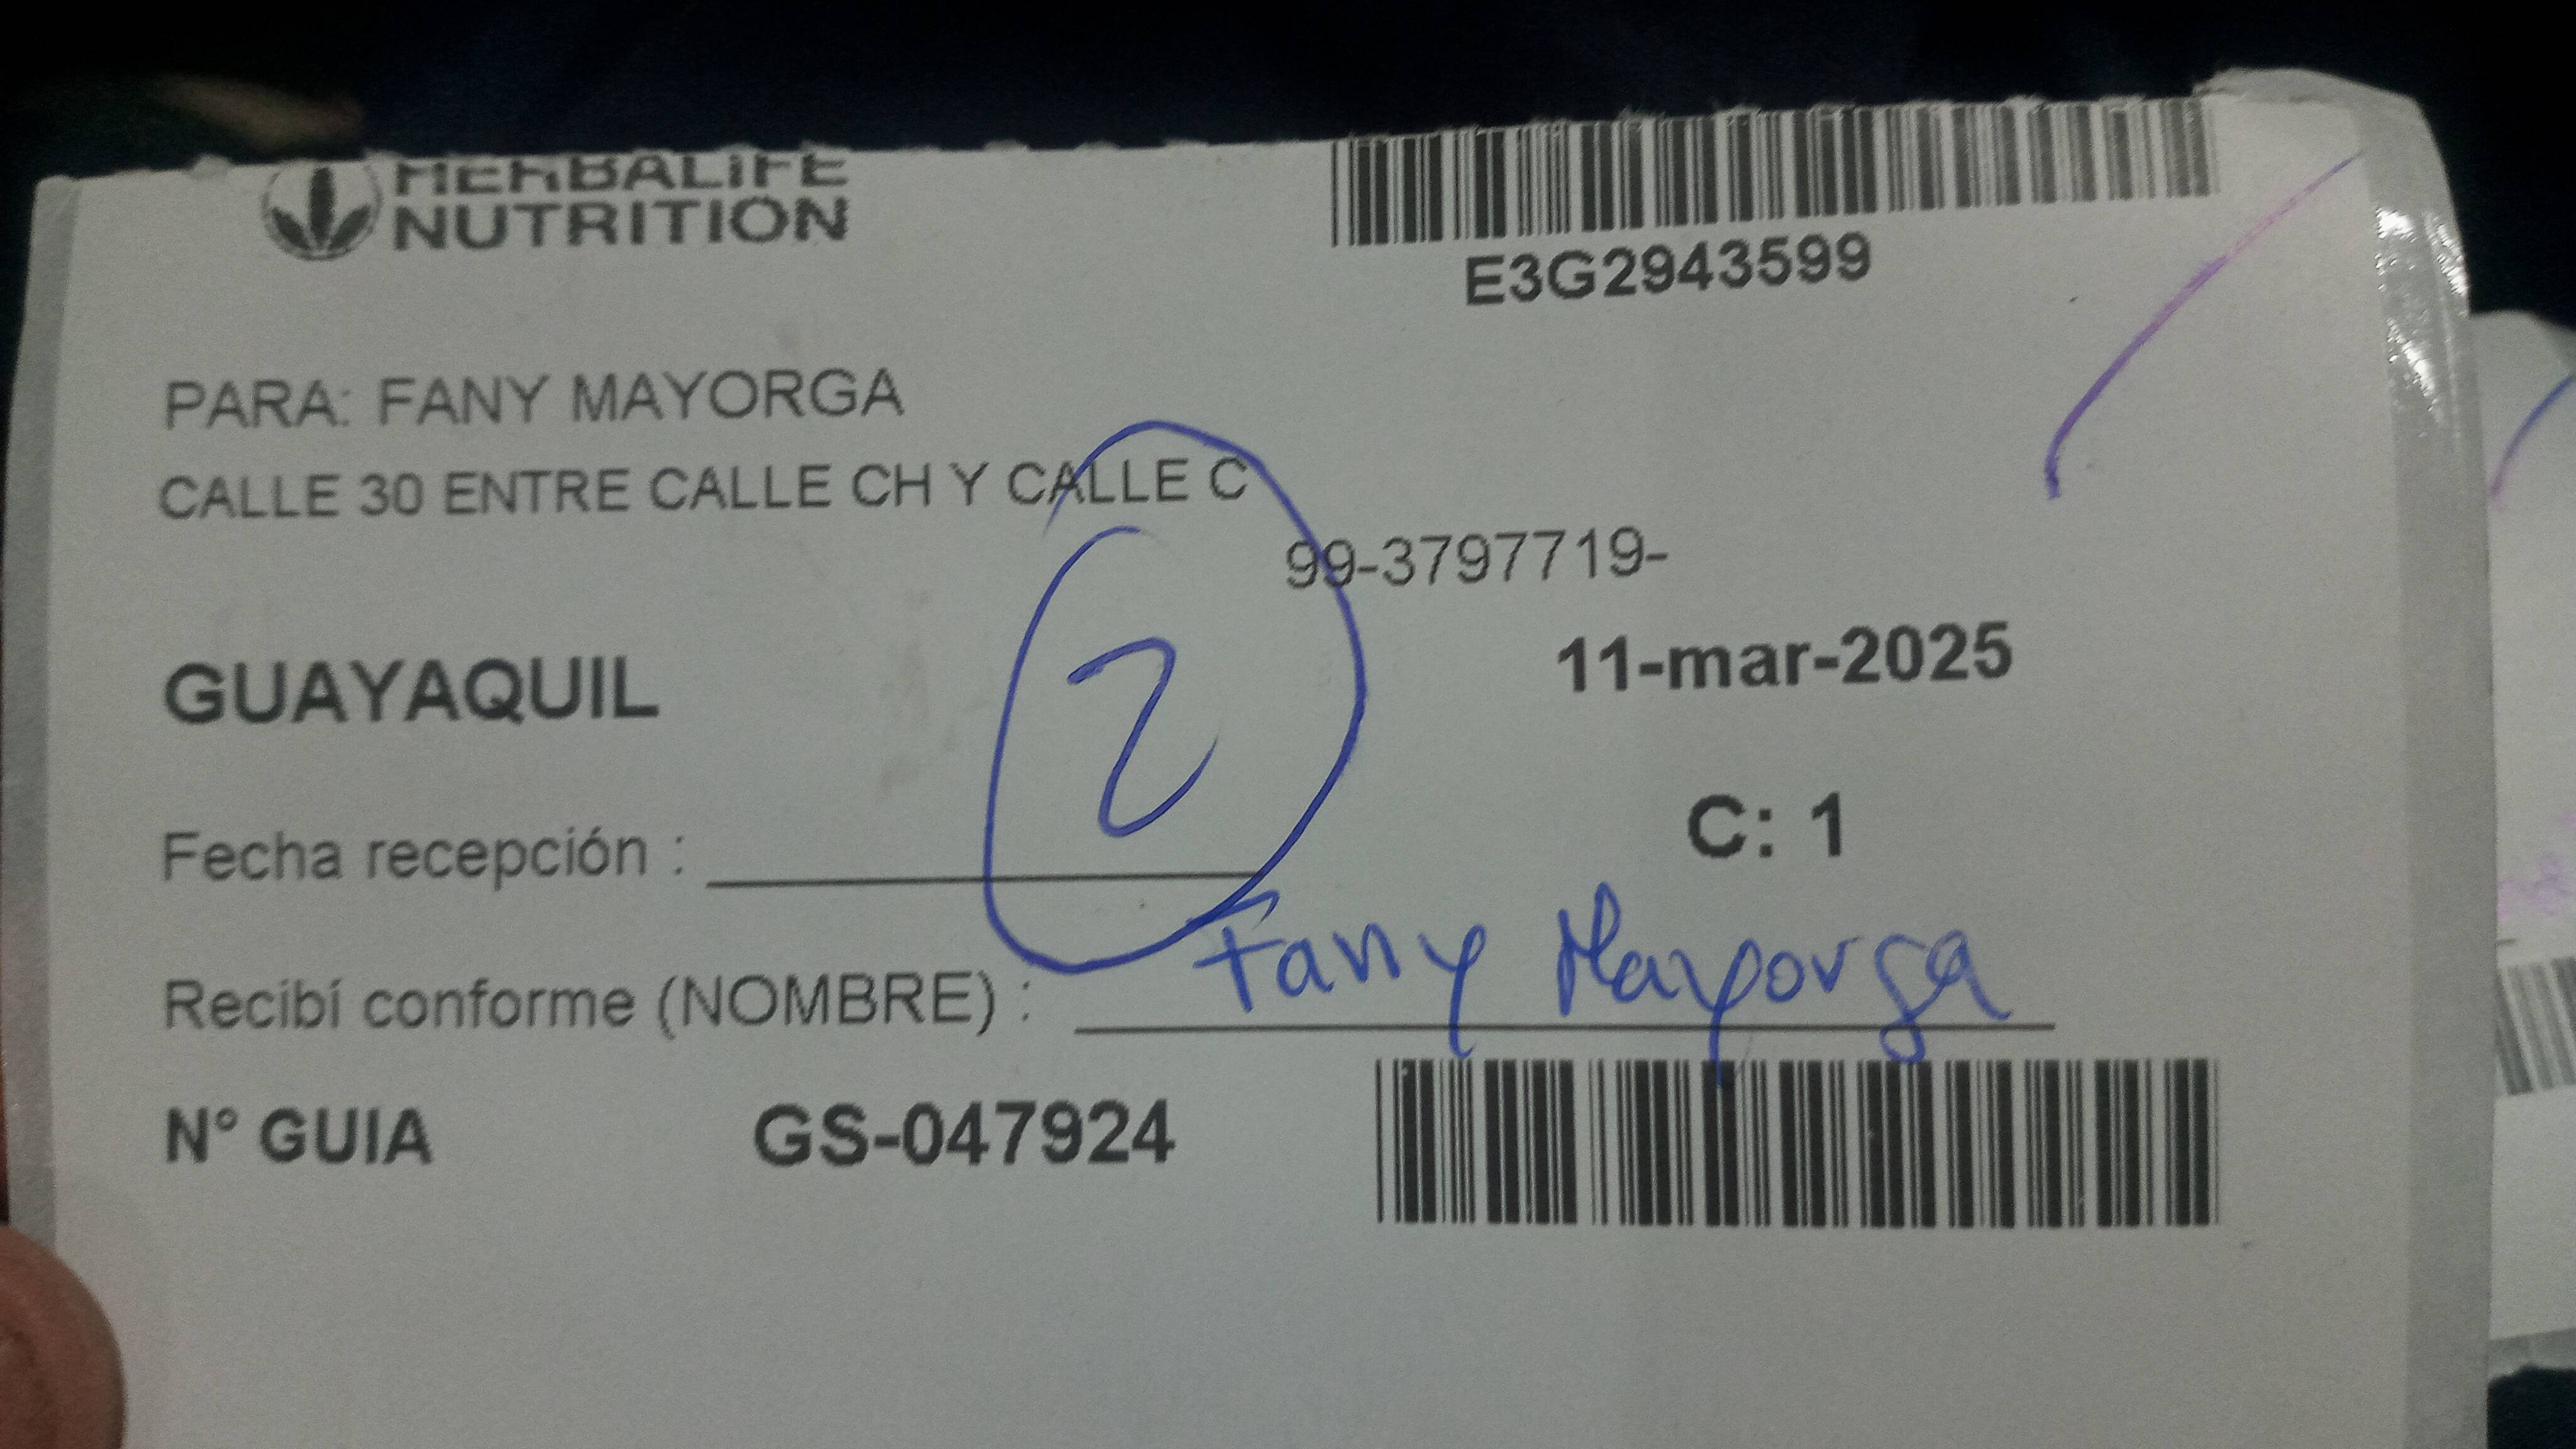 HERBALIFE
NUTRITION
E3G2943599
PARA: FANY MAYORGA
CALLE 30 ENTRE CALLE CH Y CALLE C
99-3797719-
GUAYAQUIL
2
11-mar-2025
C: 1
Fecha recepción :
Recibí conforme (NOMBRE) : Fany Mayorga
N° GUIA GS-047924